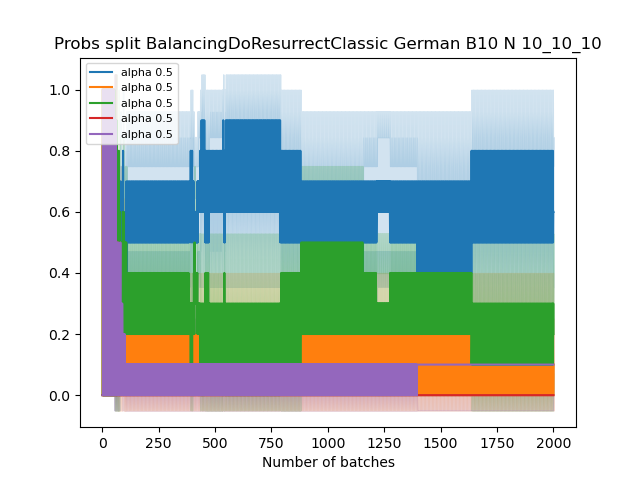 Probs split BalancingDoResurrectClassic German B10 N 10_10_10
alpha 0.5
alpha 0.5
alpha 0.5
alpha 0.5
alpha 0.5
1.0
0.8
0.6
0.4
0.2
0.0
0 250 500 750 1000 1250 1500 1750 2000
Number of batches